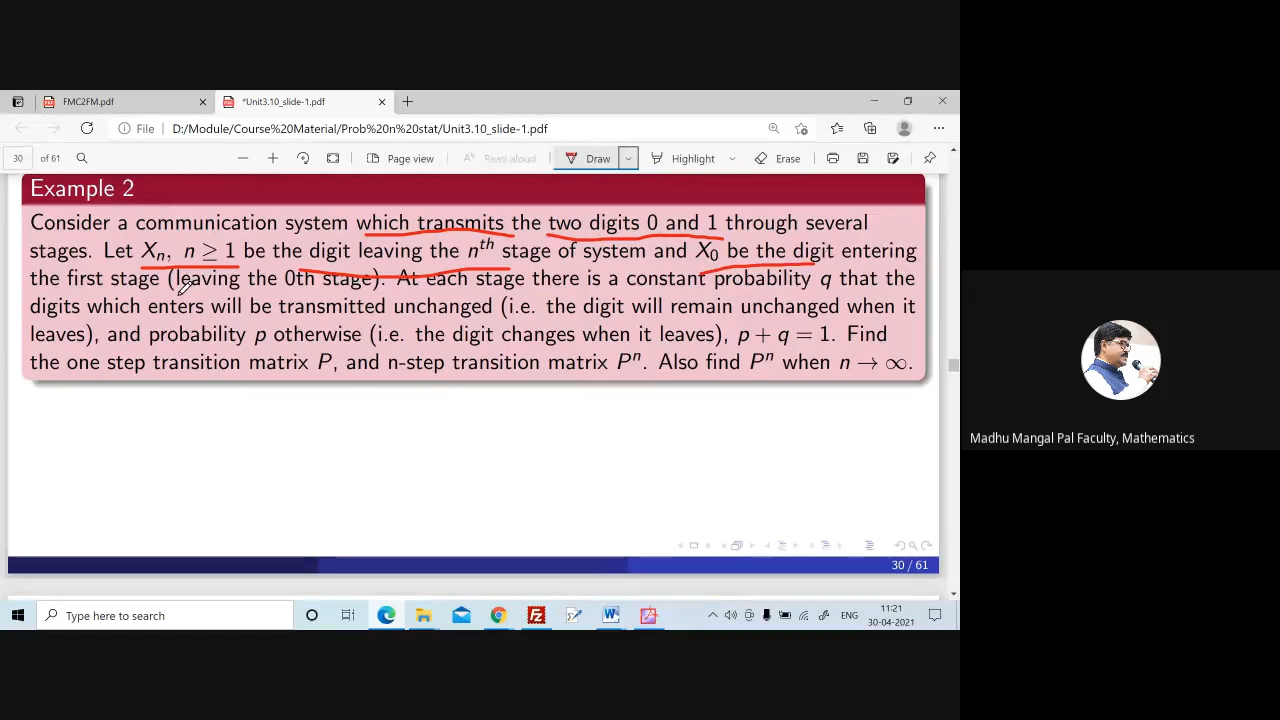 FMC2FM.pdf
*Unit3.10_slide-1.pdf
File
D:/Module/Course%20Material/Prob%20n%20stat/Unit3.10_slide-1.pdf
30 of 61
Page view
Read aloud
Draw
Highlight
Erase
Example 2
Consider a communication system which transmits the two digits 0 and 1 through several
stages. Let Xₙ, n ≥ 1 be the digit leaving the nᵗʰ stage of system and X₀ be the digit entering
the first stage (leaving the 0th stage). At each stage there is a constant probability q that the
digits which enters will be transmitted unchanged (i.e. the digit will remain unchanged when it
leaves), and probability p otherwise (i.e. the digit changes when it leaves), p + q = 1. Find
the one step transition matrix P, and n-step transition matrix Pⁿ. Also find Pⁿ when n → ∞.
30 / 61
Madhu Mangal Pal Faculty, Mathematics
Type here to search
ENG
11:21
30-04-2021